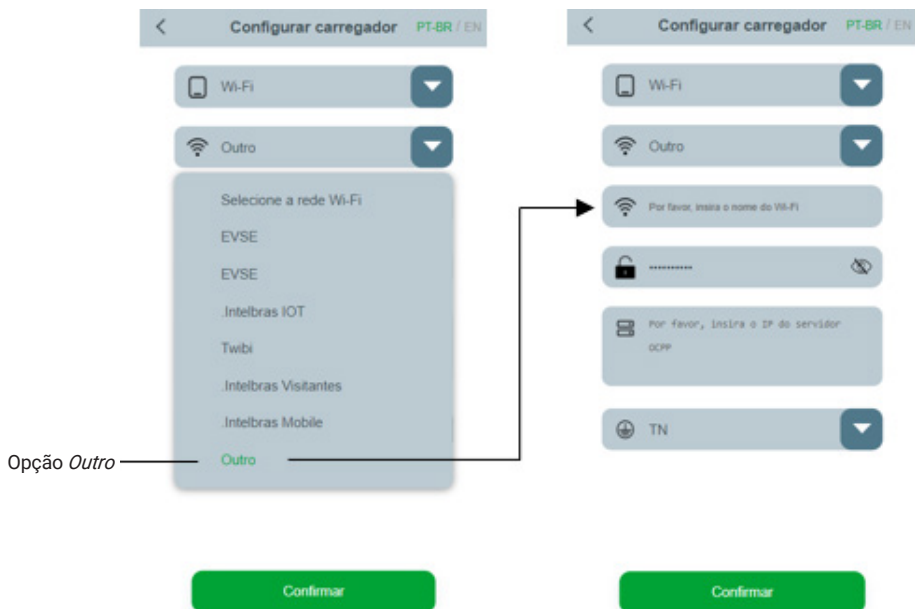 Configurar carregador PT-BR / EN
Wi-Fi
Outro
Selecione a rede Wi-Fi
EVSE
EVSE
.Intelbras IOT
Twibi
.Intelbras Visitantes
.Intelbras Mobile
Outro
Opção Outro
Confirmar
Configurar carregador PT-BR / EN
Wi-Fi
Outro
Por favor, insira o nome do Wi-Fi
TN
Por favor, insira o IP do servidor
OCPP
Confirmar